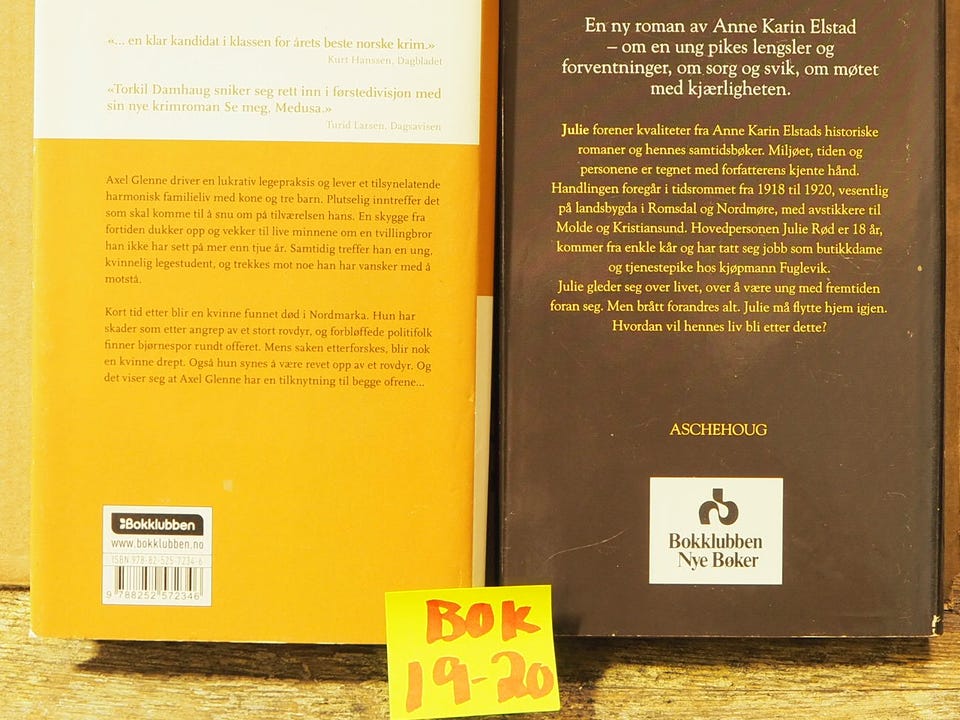 «... en klar kandidat i klassen for årets beste norske krim.»
Kurt Hanssen, Dagbladet
«Torkil Damhaug sniker seg rett inn i førstedivisjon med
sin nye krimroman Se meg, Medusa.»
Turid Larsen, Dagsavisen
Axel Glenne driver en lukrativ legepraksis og lever et tilsynelatende
harmonisk familieliv med kone og tre barn. Plutselig inntreffer det
som skal komme til å snu om på tilværelsen hans. En skygge fra
fortiden dukker opp og vekker til live minnene om en tvillingbror
han ikke har sett på mer enn tjue år. Samtidig treffer han en ung,
kvinnelig legestudent, og trekkes mot noe han har vansker med å
motstå.
Kort tid etter blir en kvinne funnet død i Nordmarka. Hun har
skader som etter angrep av et stort rovdyr, og forbløffede politifolk
finner bjørnespor rundt offeret. Mens saken etterforskes, blir nok
en kvinne drept. Også hun synes å være revet opp av et rovdyr. Og
det viser seg at Axel Glenne har en tilknytning til begge ofrene...
Bokklubben
www.bokklubben.no
ISBN 978-82-525-7234-6
9 788252 572346
En ny roman av Anne Karin Elstad
– om en ung pikes lengsler og
forventninger, om sorg og svik, om møtet
med kjærligheten.
Julie forener kvaliteter fra Anne Karin Elstads historiske
romaner og hennes samtidsbøker. Miljøet, tiden og
personene er tegnet med forfatterens kjente hånd.
Handlingen foregår i tidsrommet fra 1918 til 1920, vesentlig
på landsbygda i Romsdal og Nordmøre, med avstikkere til
Molde og Kristiansund. Hovedpersonen Julie Rød er 18 år,
kommer fra enkle kår og har tatt seg jobb som butikkdame
og tjenestepike hos kjøpmann Fuglevik.
Julie gleder seg over livet, over å være ung med fremtiden
foran seg. Men brått forandres alt. Julie må flytte hjem igjen.
Hvordan vil hennes liv bli etter dette?
ASCHEHOUG
Bokklubben
Nye Bøker
BOK
19-20